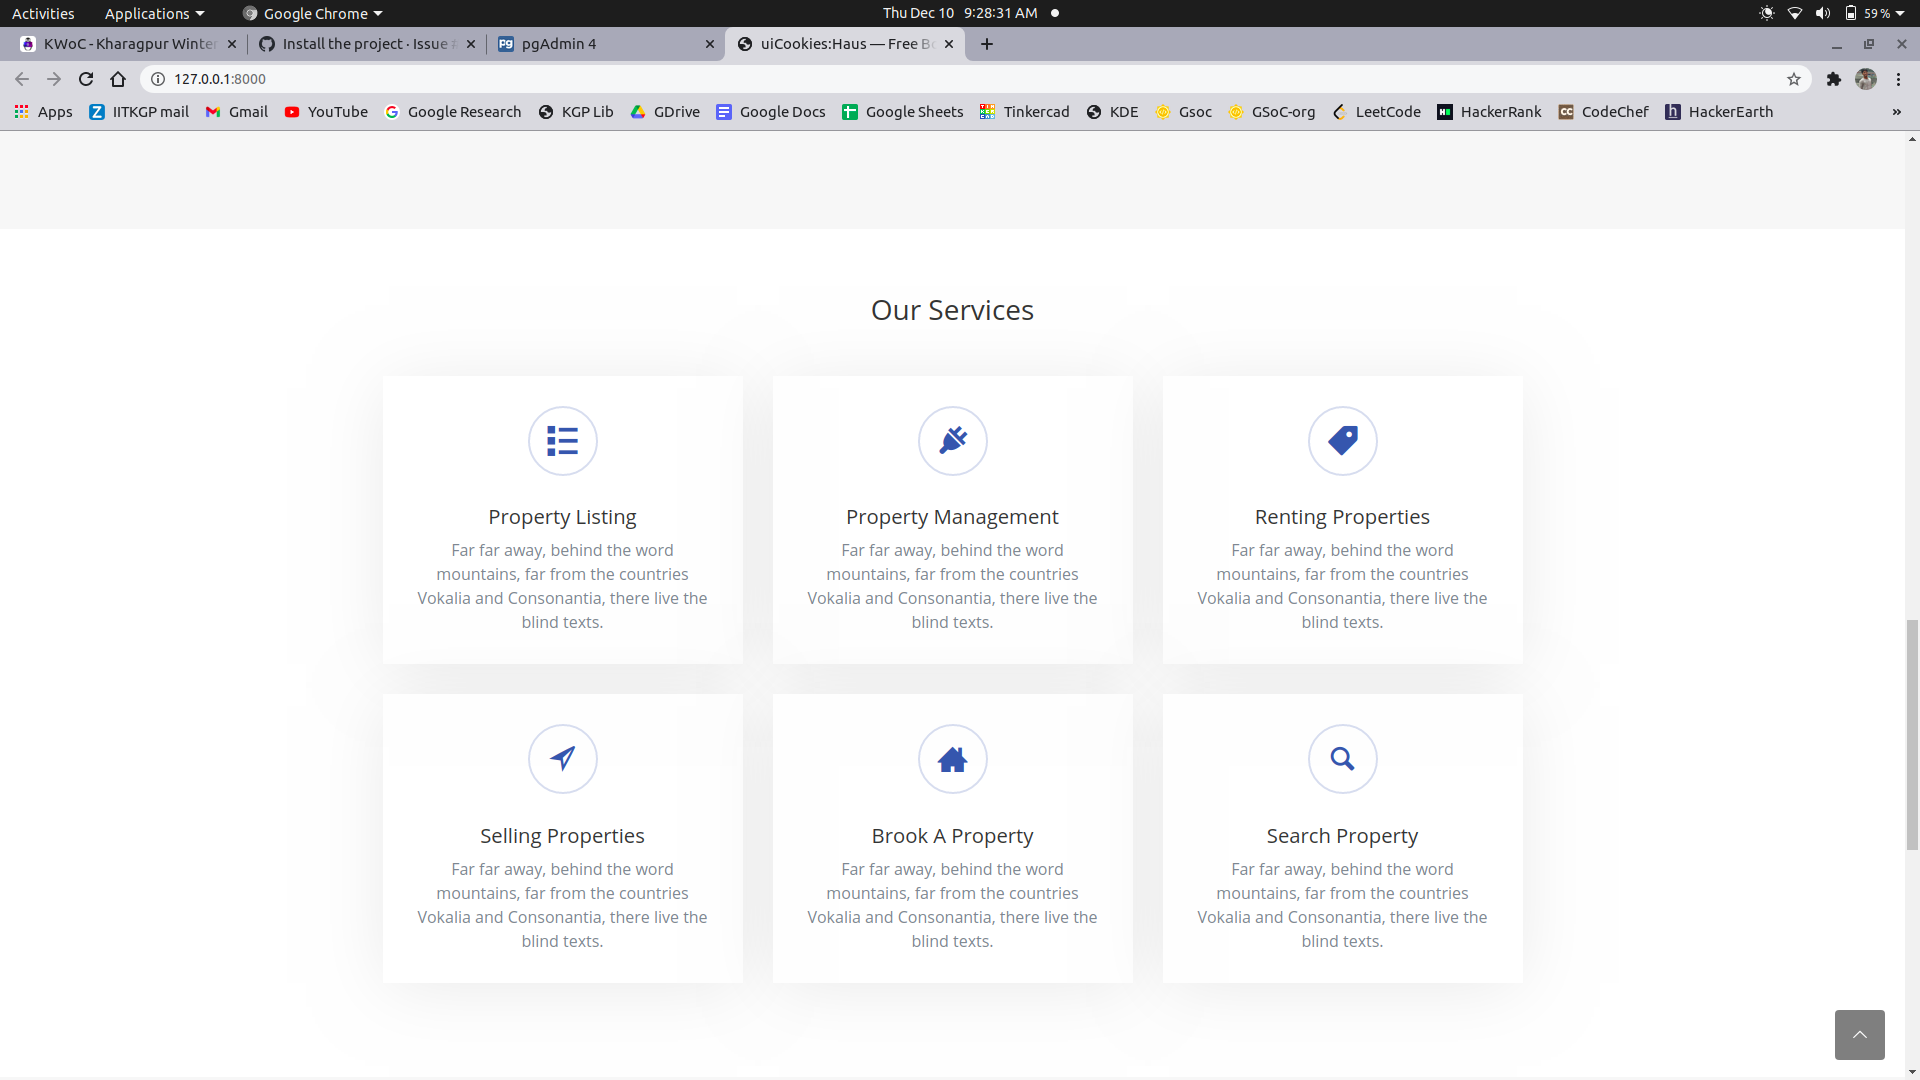 Activities Applications Google Chrome Thu Dec 10 9:28:31 AM 59 %
KWoC - Kharagpur Winter Install the project · Issue pgAdmin 4 uiCookies:Haus — Free
127.0.0.1:8000
Apps IITKGP mail Gmail YouTube Google Research KGP Lib GDrive Google Docs Google Sheets Tinkercad KDE Gsoc GSoC-org LeetCode HackerRank CodeChef HackerEarth »
Our Services
Property Listing
Far far away, behind the word
mountains, far from the countries
Vokalia and Consonantia, there live the
blind texts.
Property Management
Far far away, behind the word
mountains, far from the countries
Vokalia and Consonantia, there live the
blind texts.
Renting Properties
Far far away, behind the word
mountains, far from the countries
Vokalia and Consonantia, there live the
blind texts.
Selling Properties
Far far away, behind the word
mountains, far from the countries
Vokalia and Consonantia, there live the
blind texts.
Brook A Property
Far far away, behind the word
mountains, far from the countries
Vokalia and Consonantia, there live the
blind texts.
Search Property
Far far away, behind the word
mountains, far from the countries
Vokalia and Consonantia, there live the
blind texts.